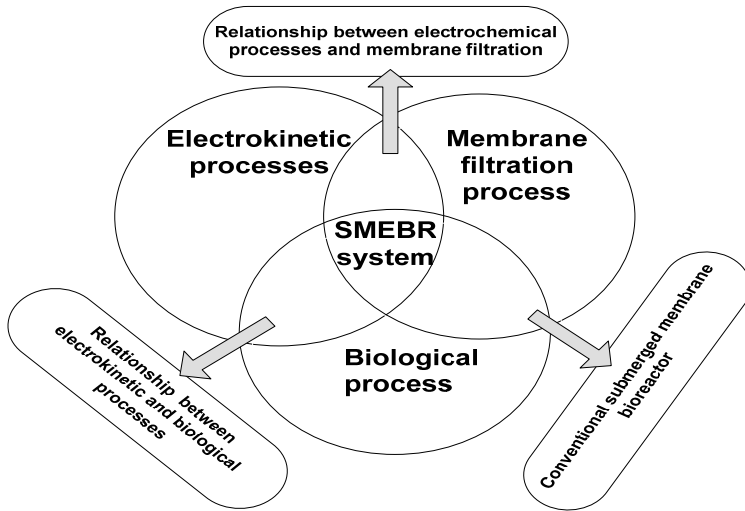 Relationship between electrochemical
processes and membrane filtration
Electrokinetic
processes
Membrane
filtration
process
SMEBR
system
Biological
process
Relationship between
electrokinetic and biological
processes
Conventional submerged membrane
bioreactor